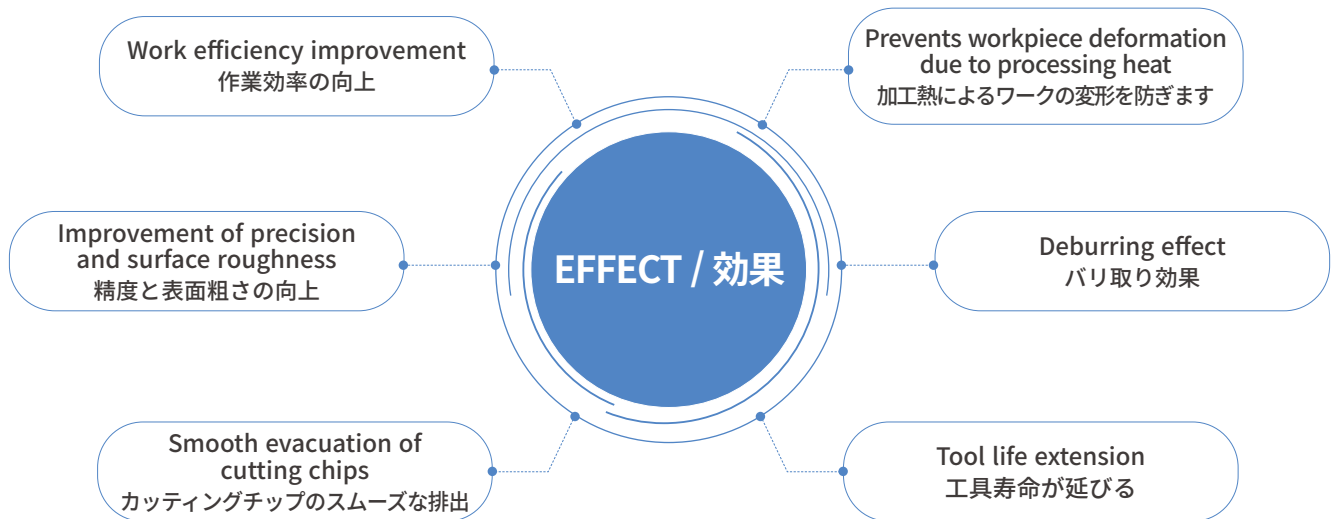 Work efficiency improvement
作業効率の向上
Prevents workpiece deformation
due to processing heat
加工熱によるワークの変形を防ぎます
Improvement of precision
and surface roughness
精度と表面粗さの向上
EFFECT / 効果
Deburring effect
バリ取り効果
Smooth evacuation of
cutting chips
カッティングチップのスムーズな排出
Tool life extension
工具寿命が延びる